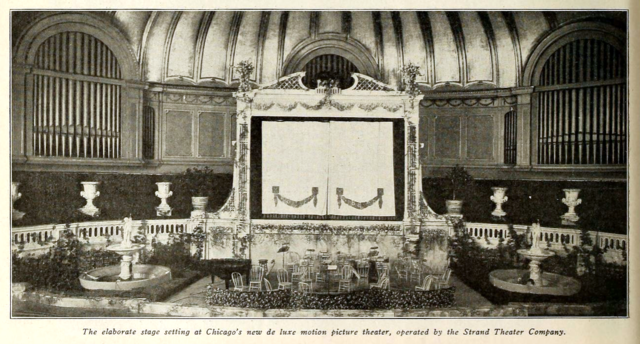 The elaborate stage setting at Chicago's new de luxe motion picture theater, operated by the Strand Theater Company.